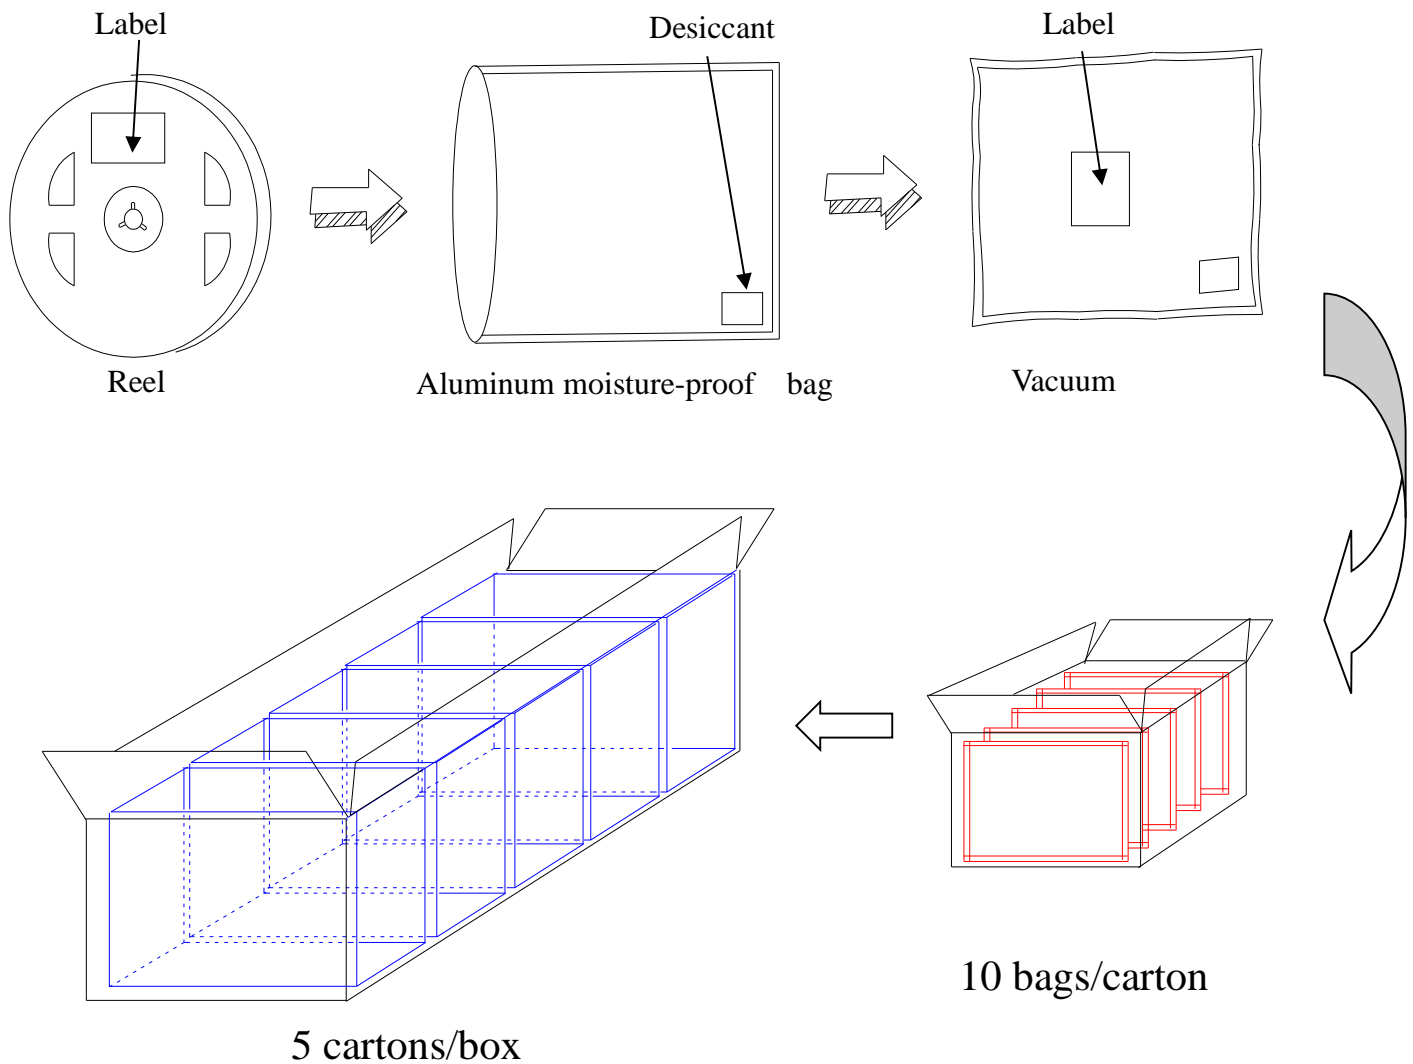 Label
Desiccant
Label
Reel
Aluminum moisture-proof bag
Vacuum
10 bags/carton
5 cartons/box